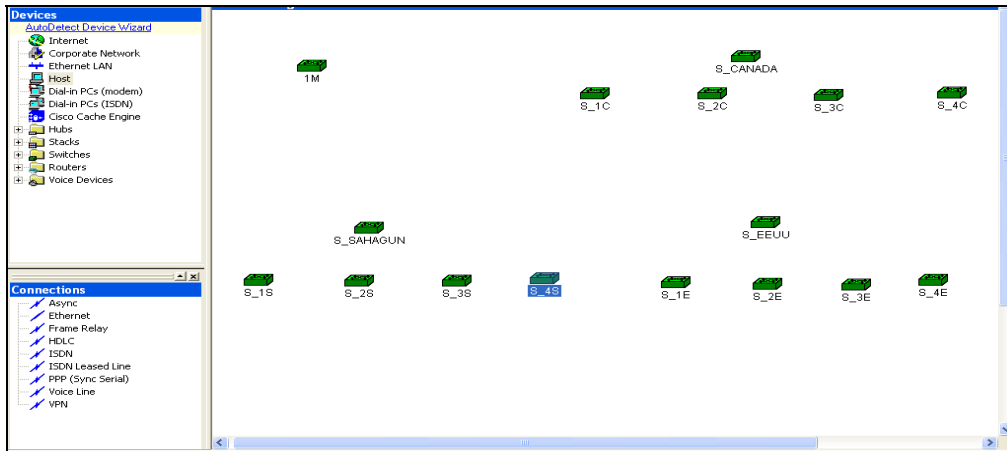 Devices
AutoDetect Device Wizard
Internet
Corporate Network
Ethernet LAN
Host
Dial-in PCs (modem)
Dial-in PCs (ISDN)
Cisco Cache Engine
Hubs
Stacks
Switches
Routers
Voice Devices
Connections
Async
Ethernet
Frame Relay
HDLC
ISDN
ISDN Leased Line
PPP (Sync Serial)
Voice Line
VPN
1M
S_CANADA
S_1C
S_2C
S_3C
S_4C
S_SAHAGUN
S_EEUU
S_1S
S_2S
S_3S
S_4S
S_1E
S_2E
S_3E
S_4E